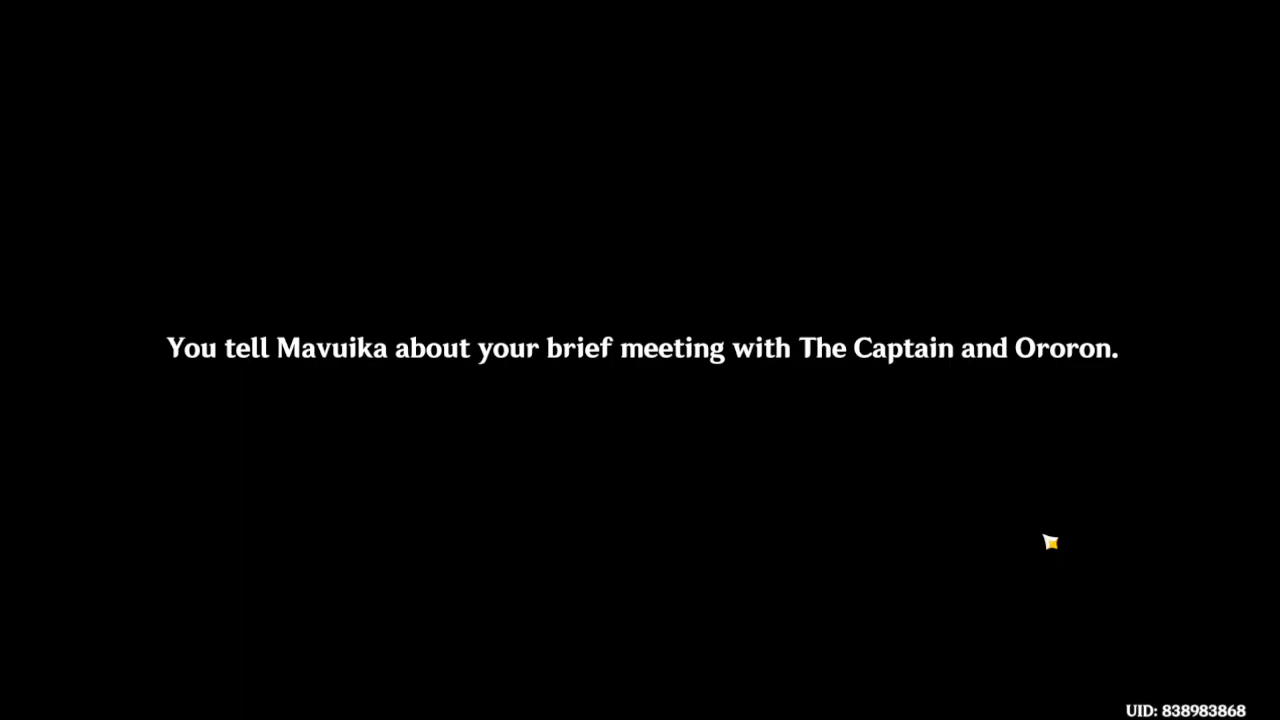 You tell Mavuika about your brief meeting with The Captain and Ororon.
UID: 838983868